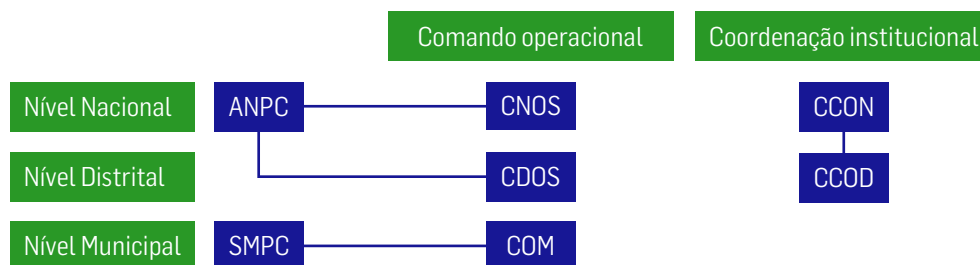 Comando operacional
Coordenação institucional
Nível Nacional
ANPC
CNOS
CCON
Nível Distrital
CDOS
CCOD
Nível Municipal
SMPC
COM